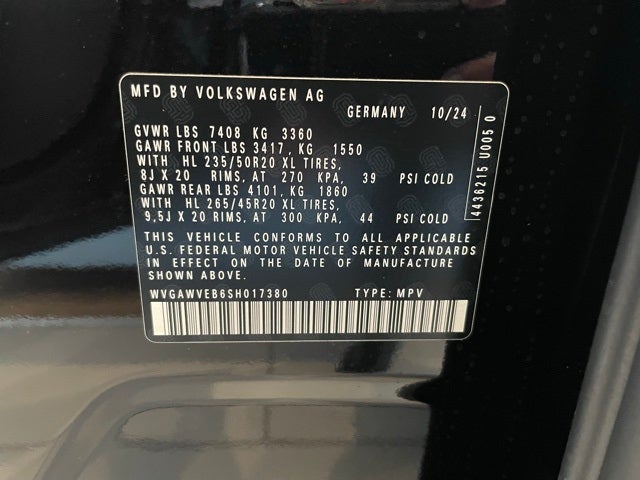 MFD BY VOLKSWAGEN AG
GERMANY 10/24
GVWR LBS 7408 KG 3360
GAWR FRONT LBS 3417, KG 1550
WITH HL 235/50R20 XL TIRES,
8J X 20 RIMS, AT 270 KPA, 39 PSI COLD
GAWR REAR LBS 4101, KG 1860
WITH HL 265/45R20 XL TIRES,
9,5J X 20 RIMS, AT 300 KPA, 44 PSI COLD
THIS VEHICLE CONFORMS TO ALL APPLICABLE
U.S. FEDERAL MOTOR VEHICLE SAFETY STANDARDS
IN EFFECT ON THE DATE OF MANUFACTURE
SHOWN ABOVE.
WVGAWVEB6SH017380 TYPE: MPV
4436215 U005 0